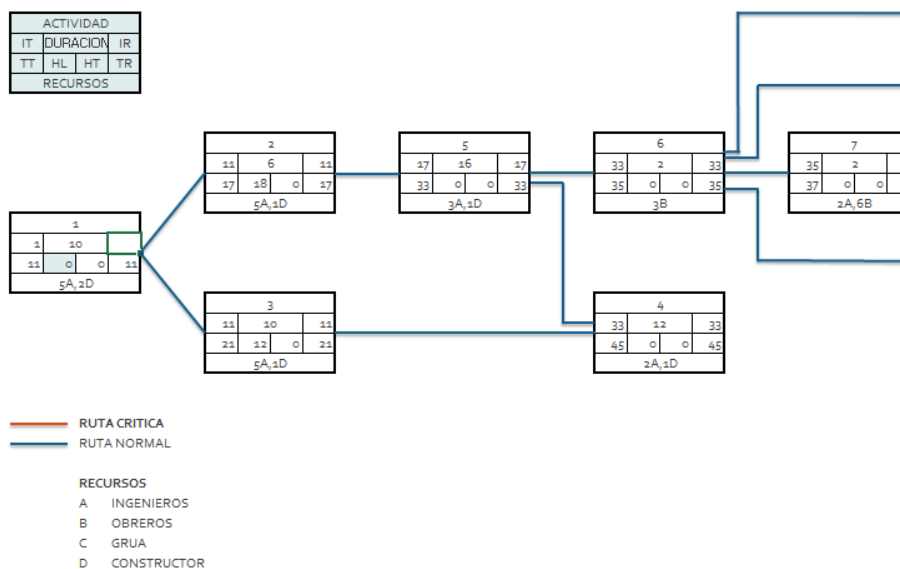 ACTIVIDAD
IT DURACION IR
TT HL HT TR
RECURSOS
1
1 10
11 0 0 11
5A,2D
2
11 6 11
17 18 0 17
5A,1D
3
11 10 11
21 12 0 21
5A,1D
5
17 16 17
33 0 0 33
3A,1D
6
33 2 33
35 0 0 35
3B
4
33 12 33
45 0 0 45
2A,1D
7
35 2
37 0 0
2A,6B
RUTA CRITICA
RUTA NORMAL
RECURSOS
A INGENIEROS
B OBREROS
C GRUA
D CONSTRUCTOR